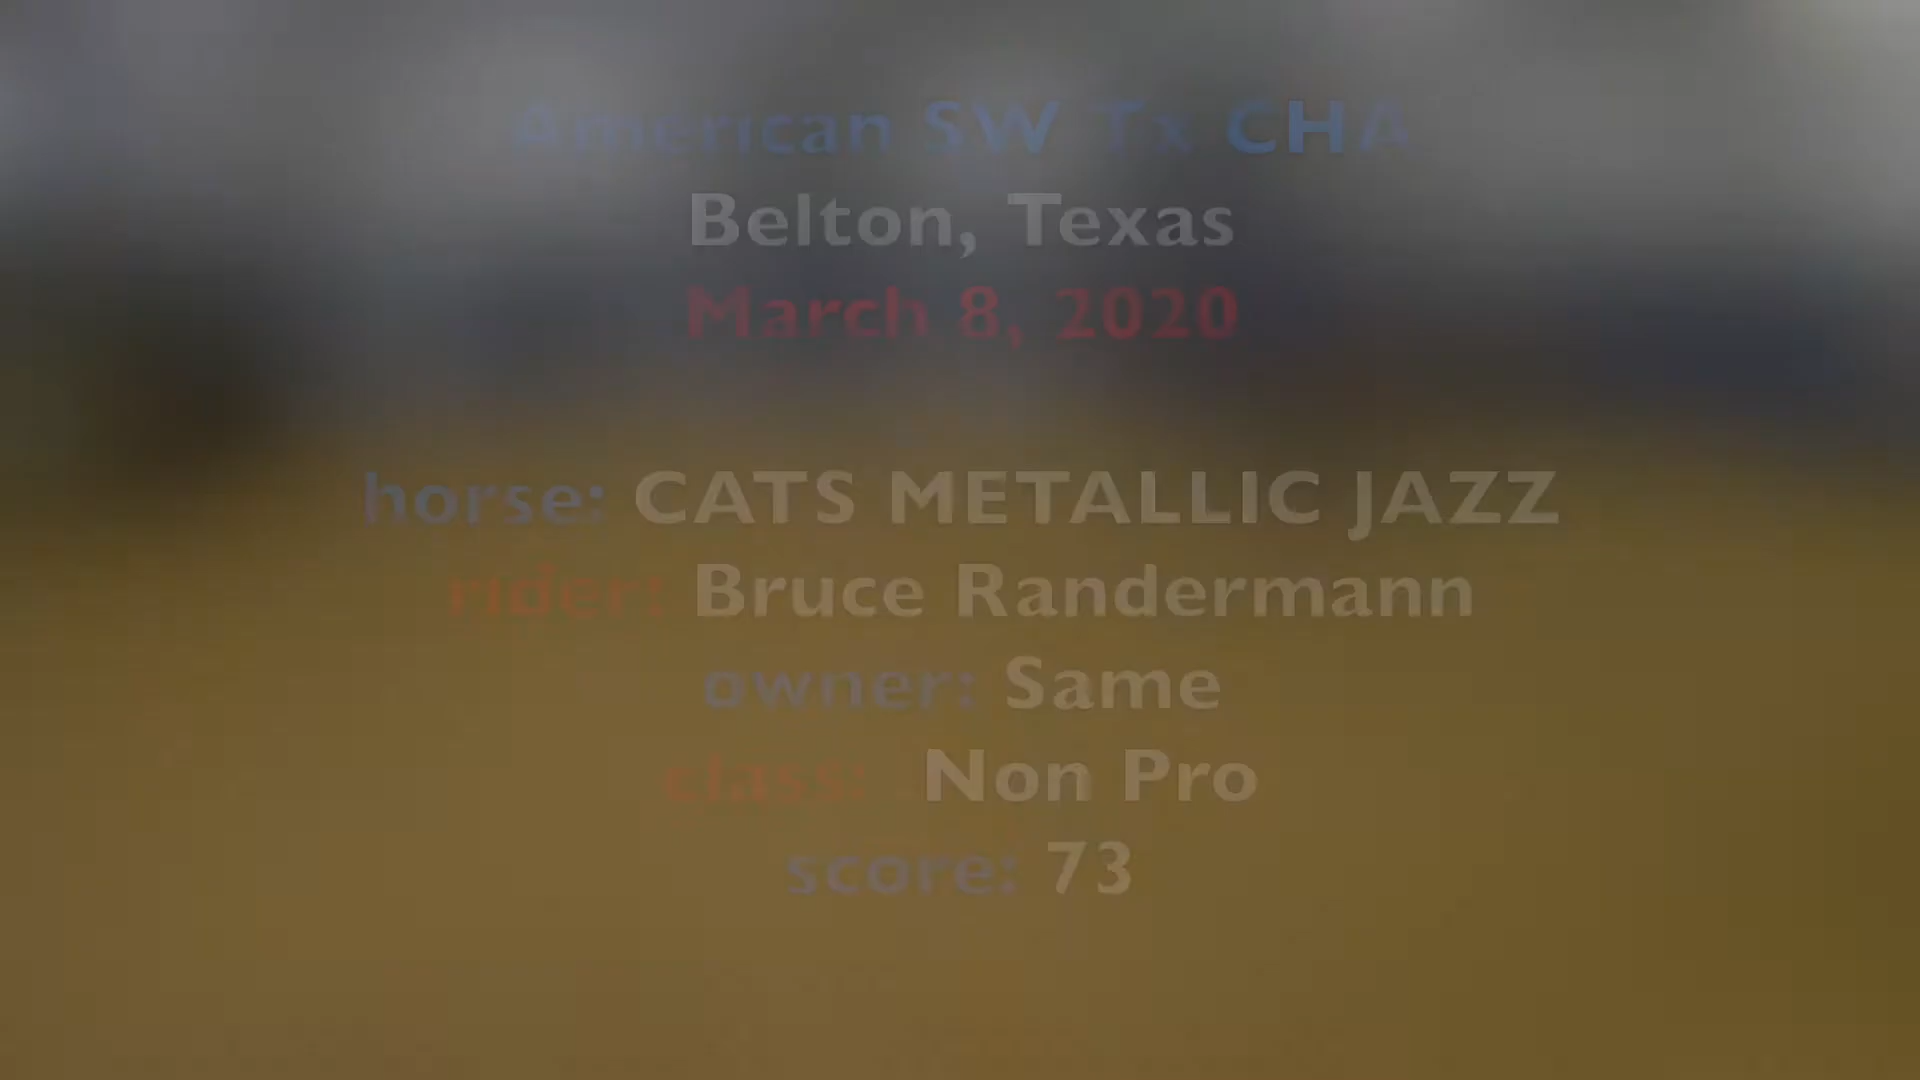 American SW Tx CHA
Belton, Texas
March 8, 2020
horse: CATS METALLIC JAZZ
rider: Bruce Randermann
owner: Same
class: Non Pro
score: 73